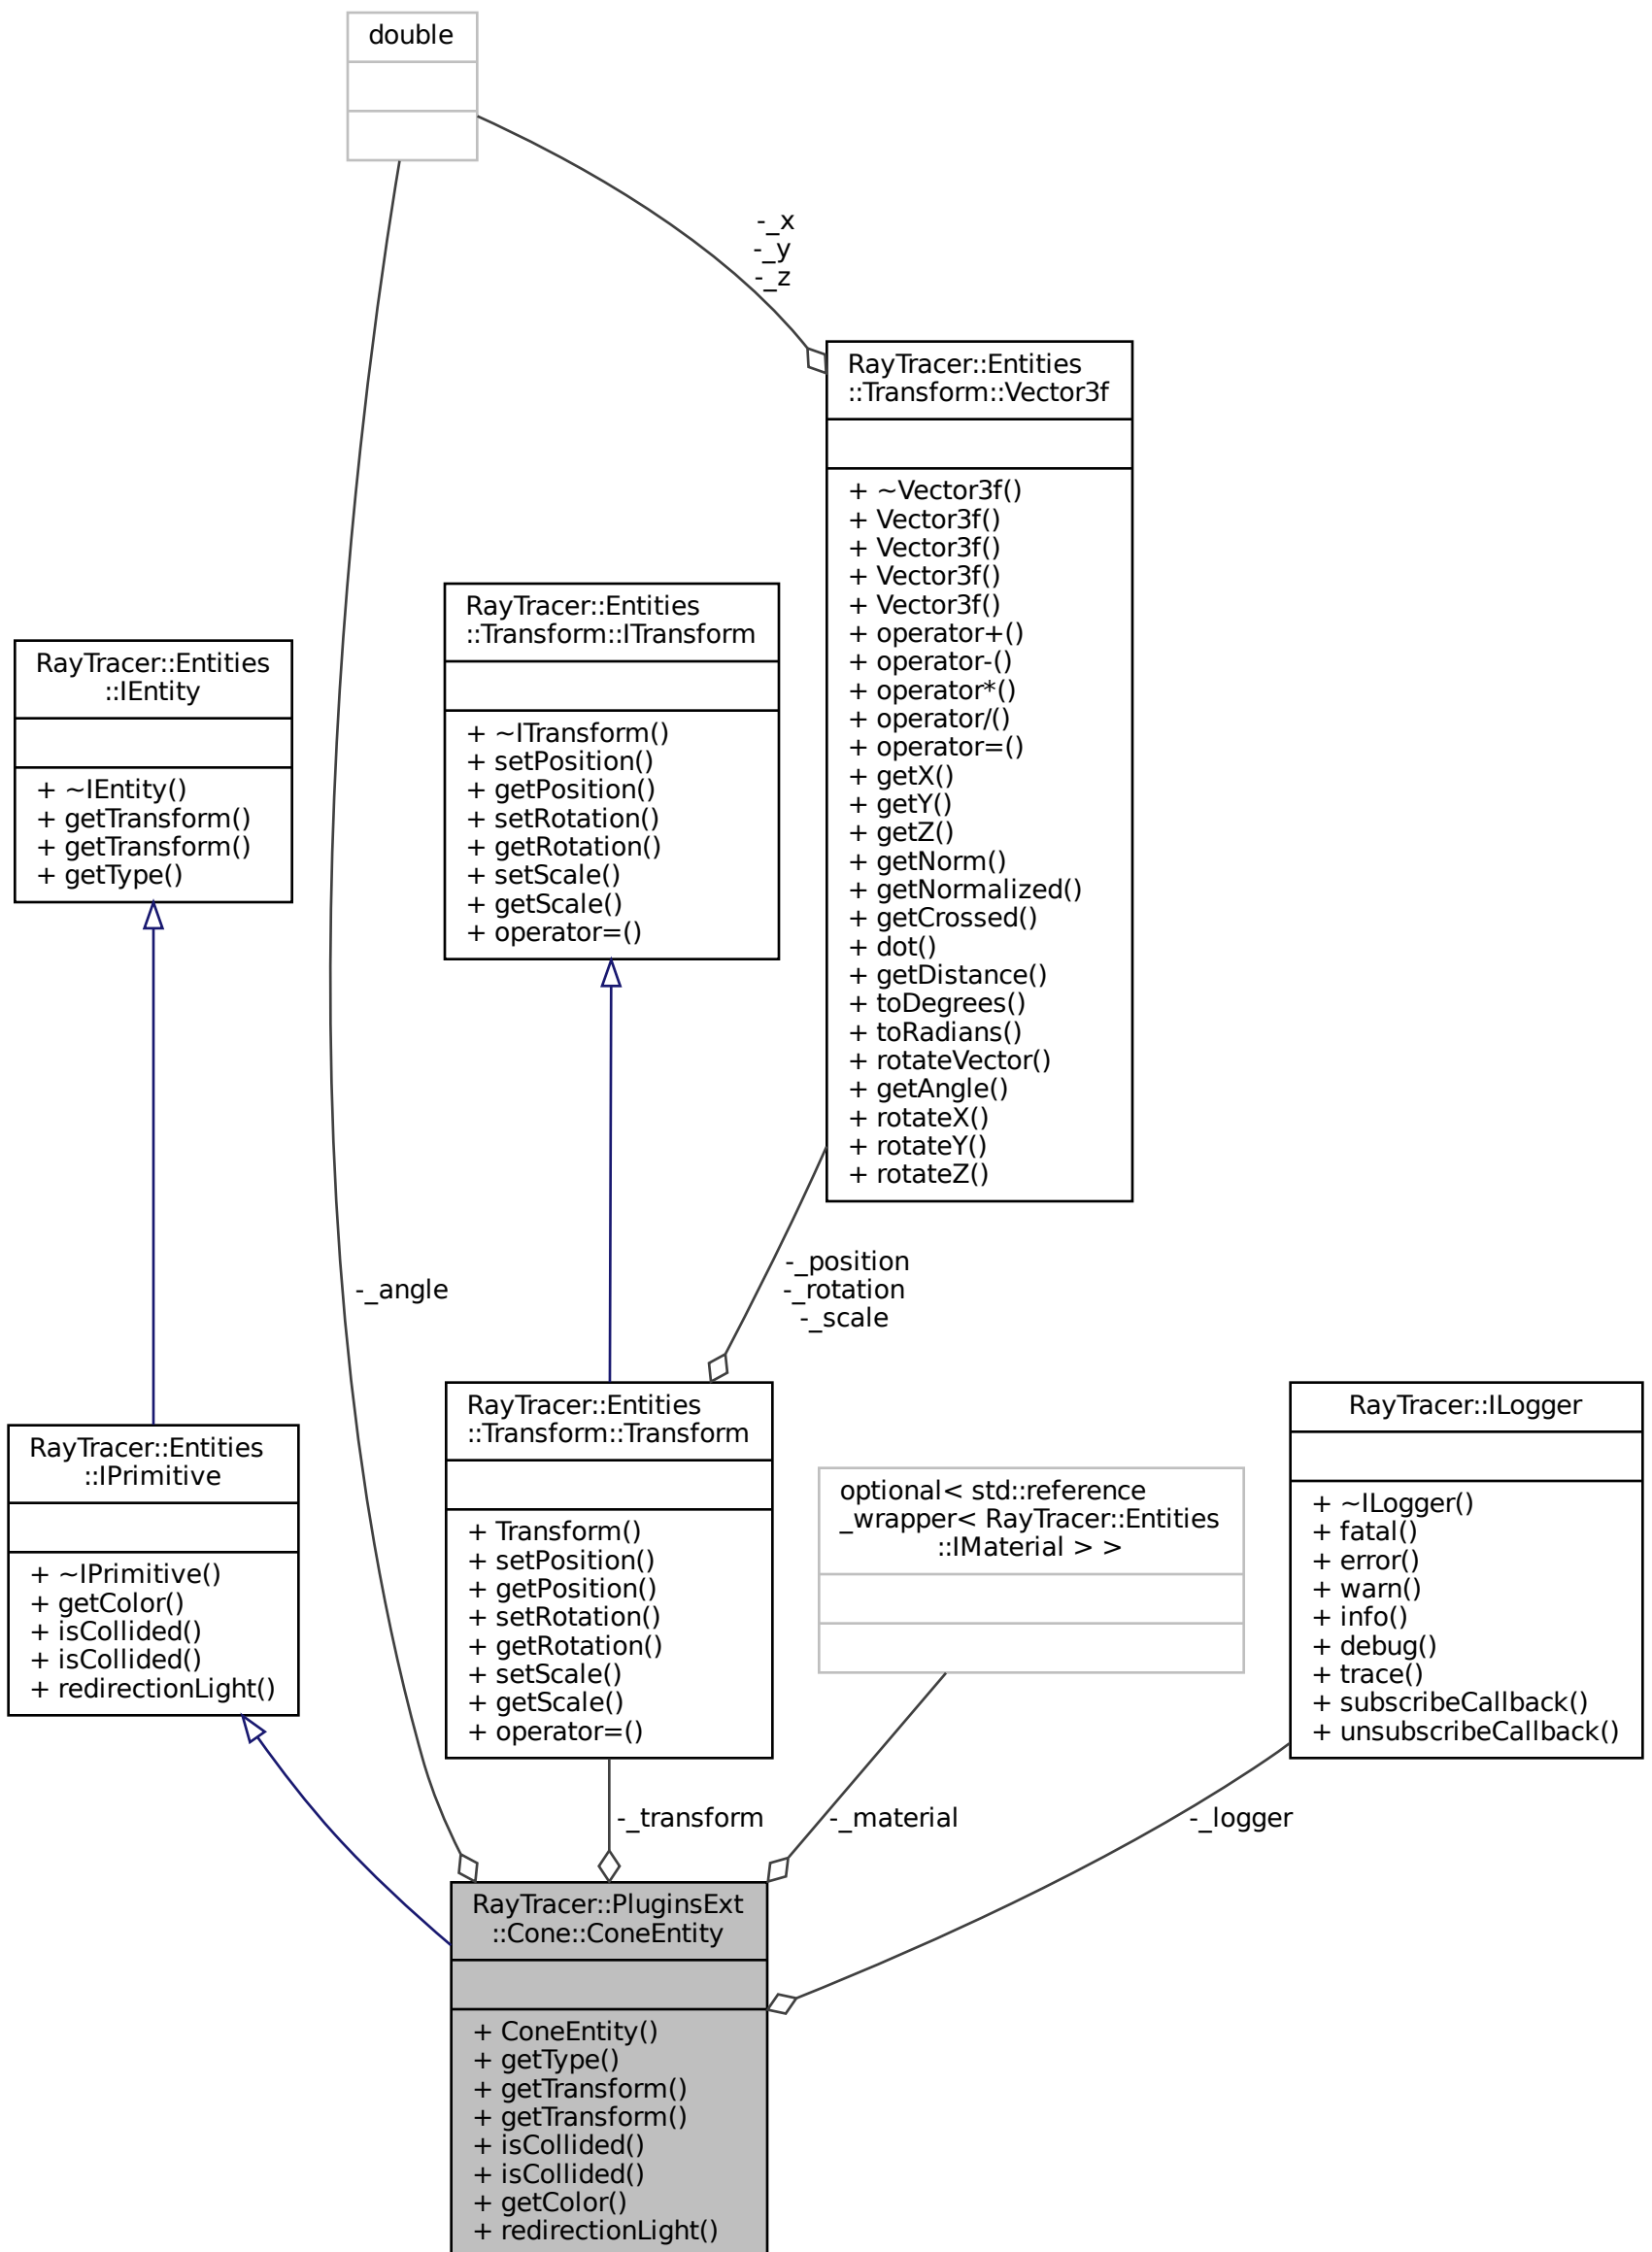 double
-_x
-_y
-_z
RayTracer::Entities
::Transform::Vector3f
+ ~Vector3f()
+ Vector3f()
+ Vector3f()
+ Vector3f()
+ Vector3f()
+ operator+()
+ operator-()
+ operator*()
+ operator/()
+ operator=()
+ getX()
+ getY()
+ getZ()
+ getNorm()
+ getNormalized()
+ getCrossed()
+ dot()
+ getDistance()
+ toDegrees()
+ toRadians()
+ rotateVector()
+ getAngle()
+ rotateX()
+ rotateY()
+ rotateZ()
RayTracer::Entities
::Transform::ITransform
+ ~ITransform()
+ setPosition()
+ getPosition()
+ setRotation()
+ getRotation()
+ setScale()
+ getScale()
+ operator=()
RayTracer::Entities
::IEntity
+ ~IEntity()
+ getTransform()
+ getTransform()
+ getType()
-_angle
-_position
-_rotation
-_scale
RayTracer::Entities
::IPrimitive
+ ~IPrimitive()
+ getColor()
+ isCollided()
+ isCollided()
+ redirectionLight()
RayTracer::Entities
::Transform::Transform
+ Transform()
+ setPosition()
+ getPosition()
+ setRotation()
+ getRotation()
+ setScale()
+ getScale()
+ operator=()
optional< std::reference
_wrapper< RayTracer::Entities
::IMaterial > >
RayTracer::ILogger
+ ~ILogger()
+ fatal()
+ error()
+ warn()
+ info()
+ debug()
+ trace()
+ subscribeCallback()
+ unsubscribeCallback()
-_transform
-_material
-_logger
RayTracer::PluginsExt
::Cone::ConeEntity
+ ConeEntity()
+ getType()
+ getTransform()
+ getTransform()
+ isCollided()
+ isCollided()
+ getColor()
+ redirectionLight()